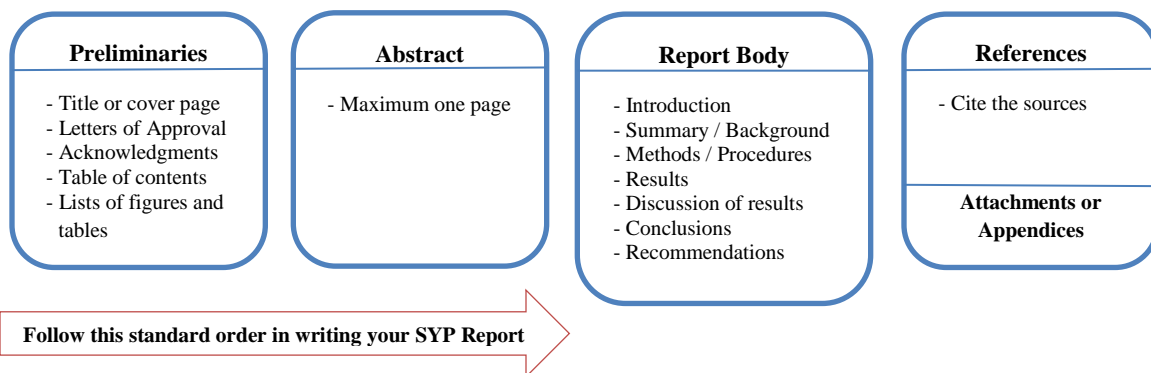 Preliminaries
- Title or cover page
- Letters of Approval
- Acknowledgments
- Table of contents
- Lists of figures and
tables
Abstract
- Maximum one page
Report Body
- Introduction
- Summary / Background
- Methods / Procedures
- Results
- Discussion of results
- Conclusions
- Recommendations
References
- Cite the sources
Attachments or
Appendices
Follow this standard order in writing your SYP Report